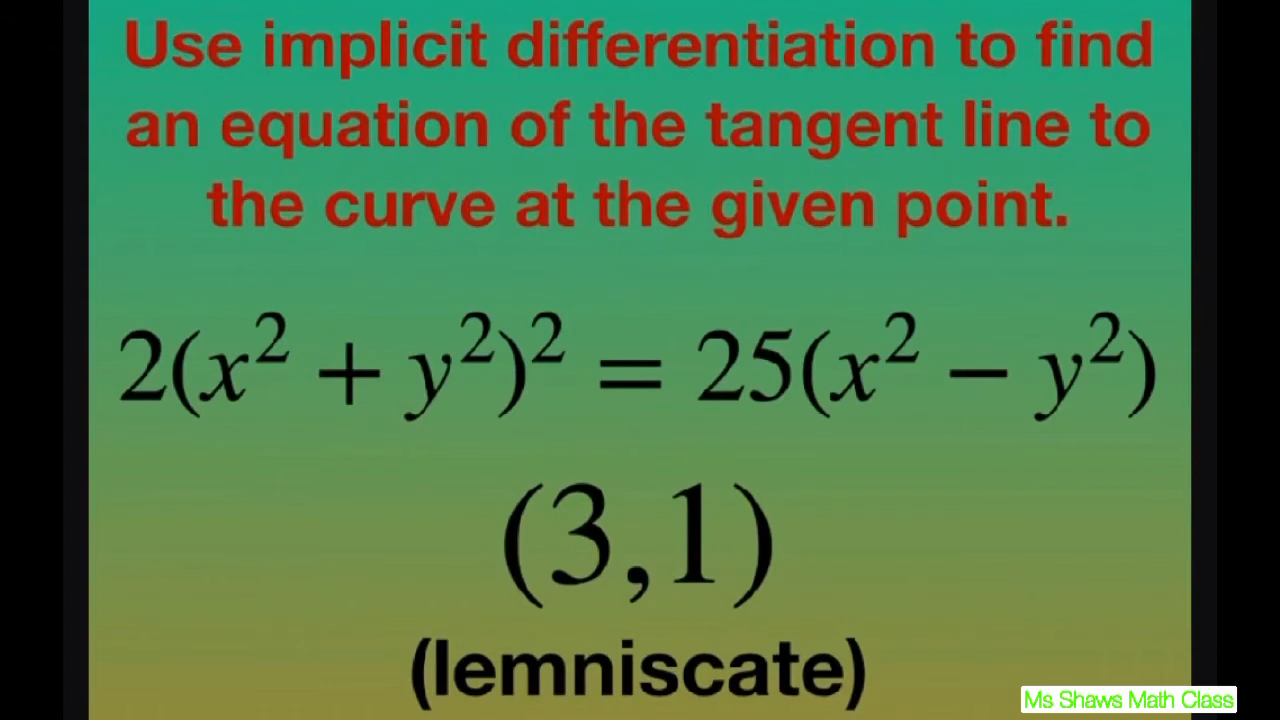 Use implicit differentiation to find
an equation of the tangent line to
the curve at the given point.
2(x² + y²)² = 25(x² − y²)
(3,1)
(lemniscate)
Ms Shaws Math Class